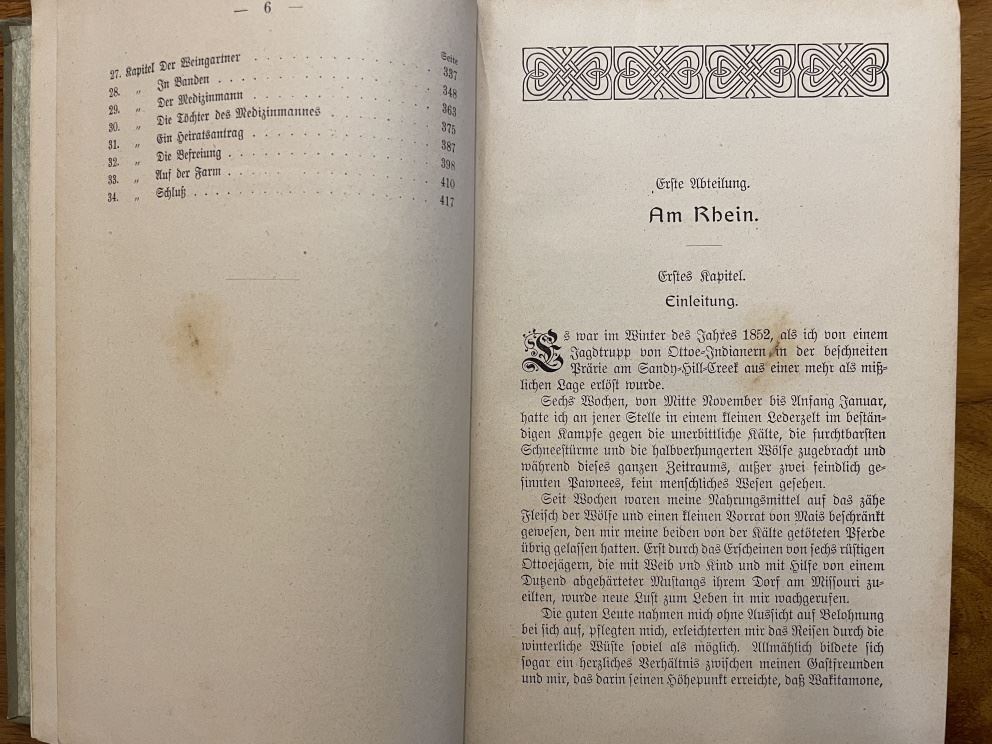 — 6 —
Seite
27. Kapitel Der Weingartner . . . . . . . . . . 337
28. „ In Banden . . . . . . . . . . 348
29. „ Der Medizinmann . . . . . . . . . . 363
30. „ Die Töchter des Medizinmannes . . . . . . . 375
31. „ Ein Heiratsantrag . . . . . . . . . . 387
32. „ Die Befreiung . . . . . . . . . . 398
33. „ Auf der Farm . . . . . . . . . . 410
34. „ Schluß . . . . . . . . . . 417
Erste Abteilung.
Am Rhein.
Erstes Kapitel.
Einleitung.
Es war im Winter des Jahres 1852, als ich von einem
Jagdtrupp von Ottoe-Indianern in der beschneiten
Prärie am Sandy-Hill-Creek aus einer mehr als miß-
lichen Lage erlöst wurde.
Sechs Wochen, von Mitte November bis Anfang Januar,
hatte ich an jener Stelle in einem kleinen Lederzelt im bestän-
digen Kampfe gegen die unerbittliche Kälte, die furchtbarsten
Schneestürme und die halbverhungerten Wölfe zugebracht und
während dieses ganzen Zeitraums, außer zwei feindlich ge-
sinnten Pawnees, kein menschliches Wesen gesehen.
Seit Wochen waren meine Nahrungsmittel auf das zähe
Fleisch der Wölfe und einen kleinen Vorrat von Mais beschränkt
gewesen, den mir meine beiden von der Kälte getöteten Pferde
übrig gelassen hatten. Erst durch das Erscheinen von sechs rüstigen
Ottoejägern, die mit Weib und Kind und mit Hilfe von einem
Dutzend abgehärteter Mustangs ihrem Dorf am Missouri zu-
eilten, wurde neue Lust zum Leben in mir wachgerufen.
Die guten Leute nahmen mich ohne Aussicht auf Belohnung
bei sich auf, pflegten mich, erleichterten mir das Reisen durch die
winterliche Wüste soviel als möglich. Allmählich bildete sich
sogar ein herzliches Verhältnis zwischen meinen Gastfreunden
und mir, das darin seinen Höhepunkt erreichte, daß Wakitamone,